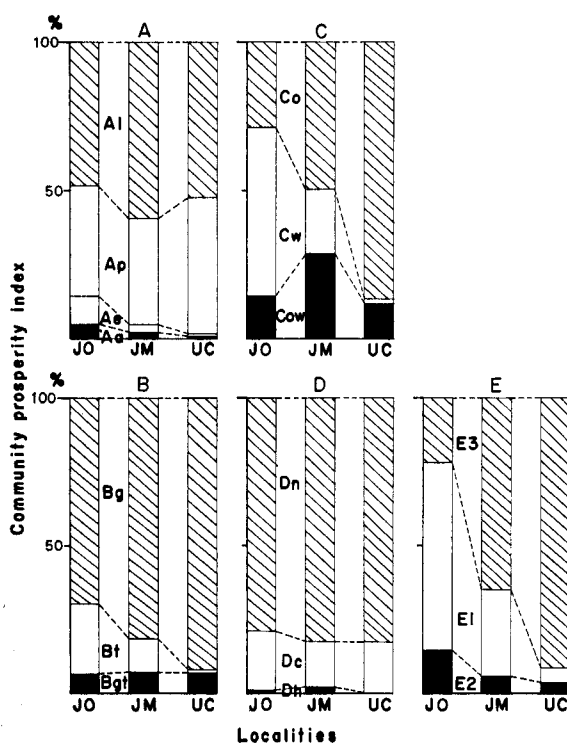 % A C
100
Al
Co
50
Ap
Cw
Ae
Aa
Cow
JO JM UC JO JM UC
Community prosperity index
% B D E
100
E3
Bg
Dn
50
E1
Bt
Dc
Bgt
Dh
E2
JO JM UC JO JM UC JO JM UC
Localities